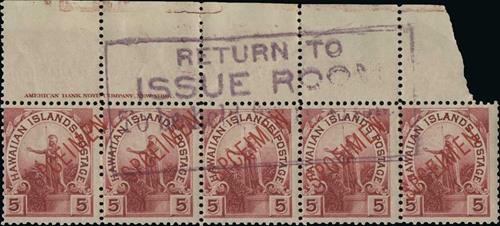 RETURN TO
ISSUE ROOM
AMERICAN BANK NOTE COMPANY, NEW YORK.
HAWAIIAN ISLANDS POSTAGE HAWAIIAN ISLANDS POSTAGE HAWAIIAN ISLANDS POSTAGE HAWAIIAN ISLANDS POSTAGE HAWAIIAN ISLANDS POSTAGE
SPECIMEN SPECIMEN SPECIMEN SPECIMEN SPECIMEN
5 5 5 5 5 5 5 5 5 5